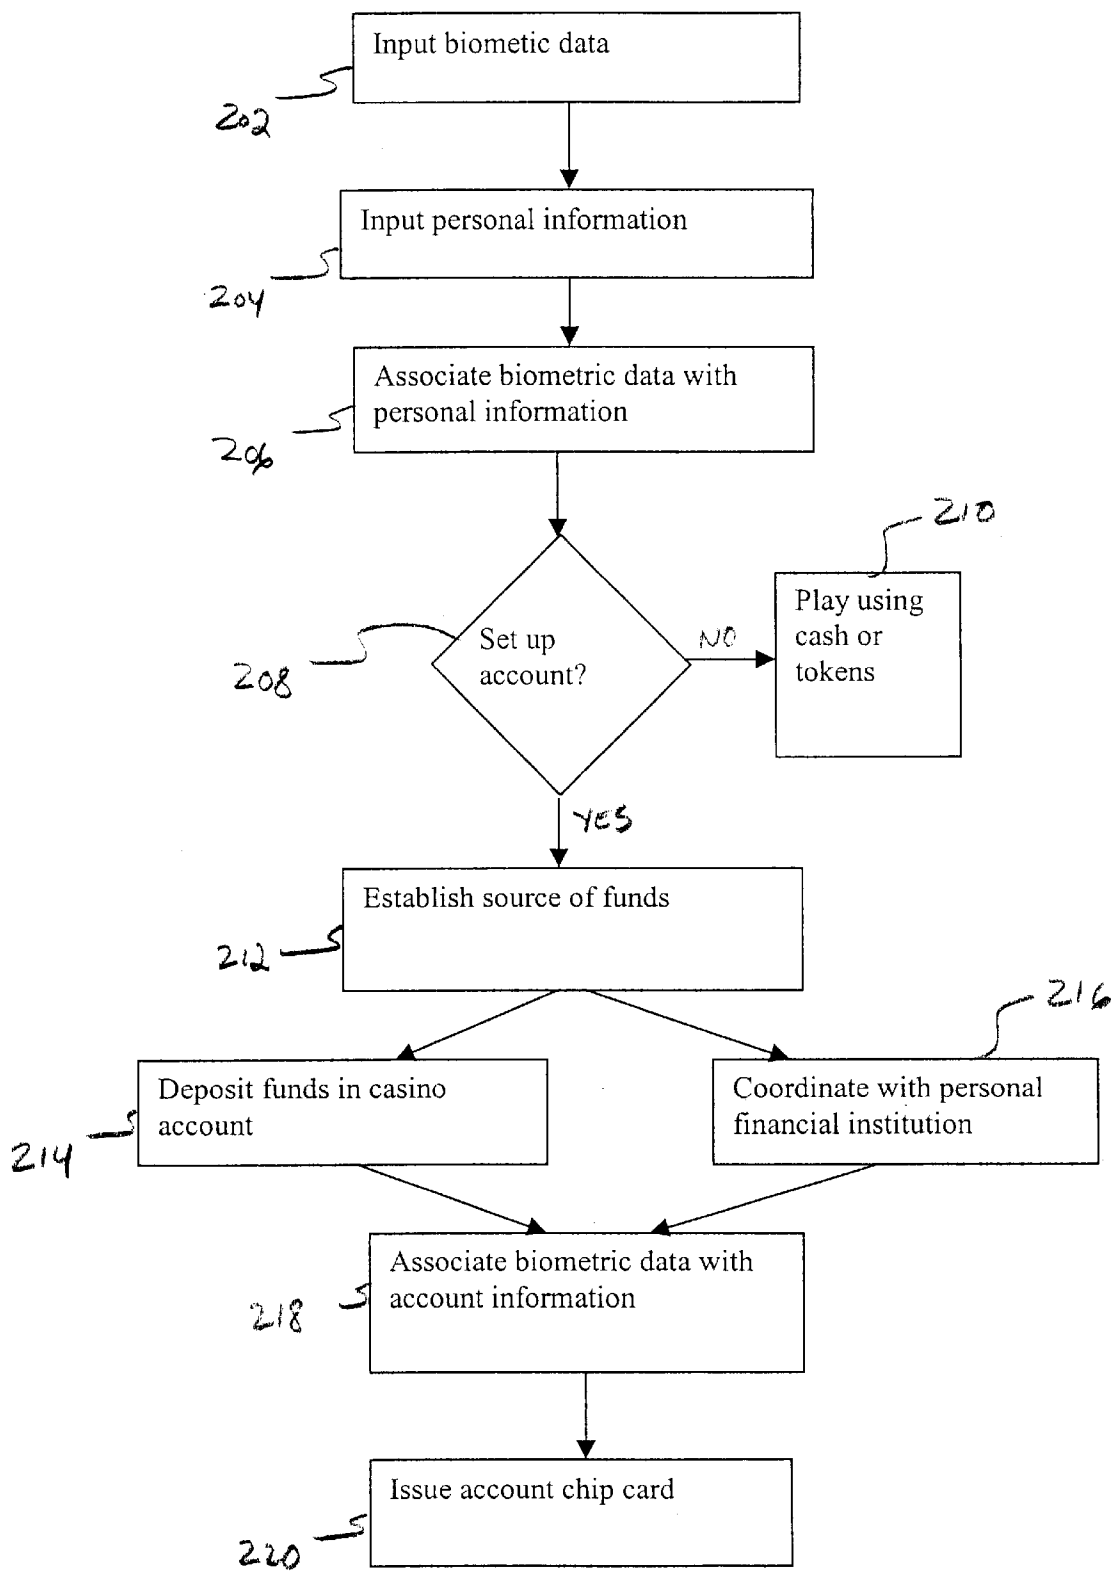 Input biometic data
202
Input personal information
204
Associate biometric data with
personal information
206
210
Play using
cash or
tokens
NO
Set up
account?
208
YES
Establish source of funds
212
216
Deposit funds in casino
account
214
Coordinate with personal
financial institution
Associate biometric data with
account information
218
Issue account chip card
220